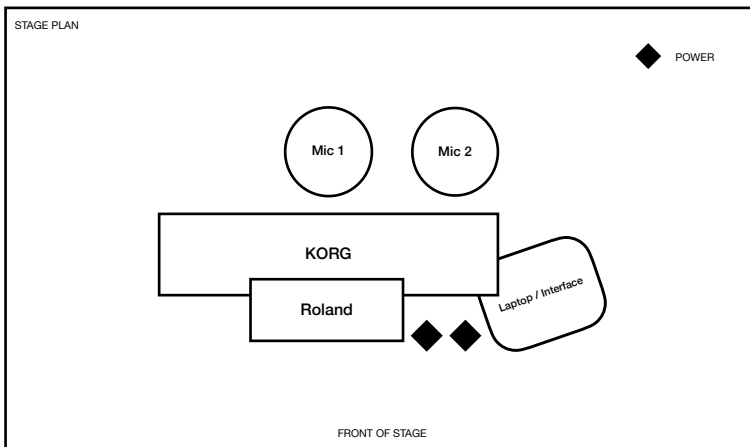 STAGE PLAN
POWER
Mic 1
Mic 2
KORG
Laptop / Interface
Roland
FRONT OF STAGE